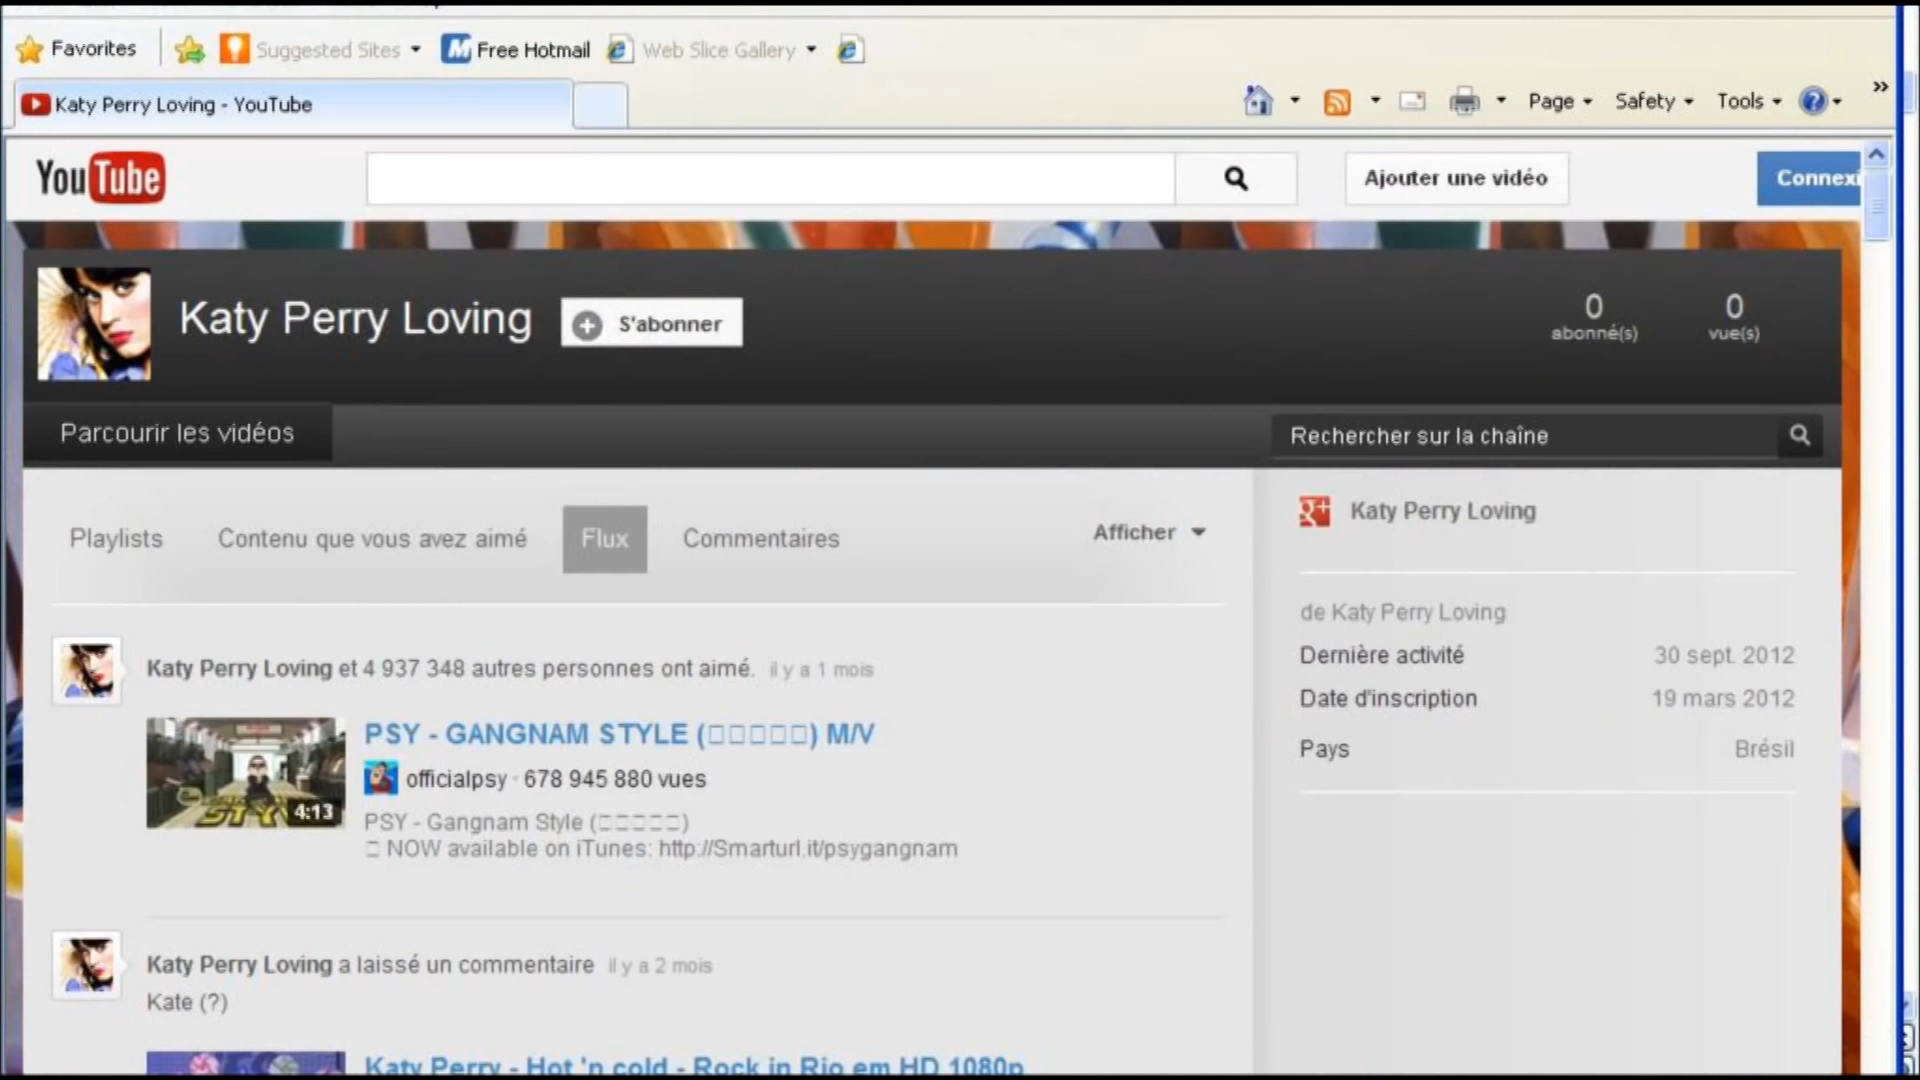 Favorites
Suggested Sites
Free Hotmail
Web Slice Gallery
Katy Perry Loving - YouTube
Page
Safety
Tools
»
YouTube
Ajouter une vidéo
Connexi
Katy Perry Loving
S'abonner
0
abonné(s)
0
vue(s)
Parcourir les vidéos
Rechercher sur la chaîne
Playlists
Contenu que vous avez aimé
Flux
Commentaires
Afficher
Katy Perry Loving et 4 937 348 autres personnes ont aimé. il y a 1 mois
PSY - GANGNAM STYLE (□□□□□) M/V
officialpsy · 678 945 880 vues
4:13
PSY - Gangnam Style (□□□□□)
□ NOW available on iTunes: http://Smarturl.it/psygangnam
Katy Perry Loving a laissé un commentaire il y a 2 mois
Kate (?)
Katy Perry - Hot 'n cold - Rock in Rio em HD 1080p
g+ Katy Perry Loving
de Katy Perry Loving
Dernière activité 30 sept. 2012
Date d'inscription 19 mars 2012
Pays Brésil